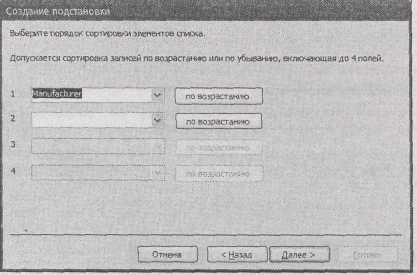 Создание подстановки
Выберите порядок сортировки элементов списка.
Допускается сортировка записей по возрастанию или по убыванию, включающая до 4 полей.
1 Manufacturer по возрастанию
2 по возрастанию
3 по возрастанию
4 по возрастанию
Отмена < Назад Далее > Готово